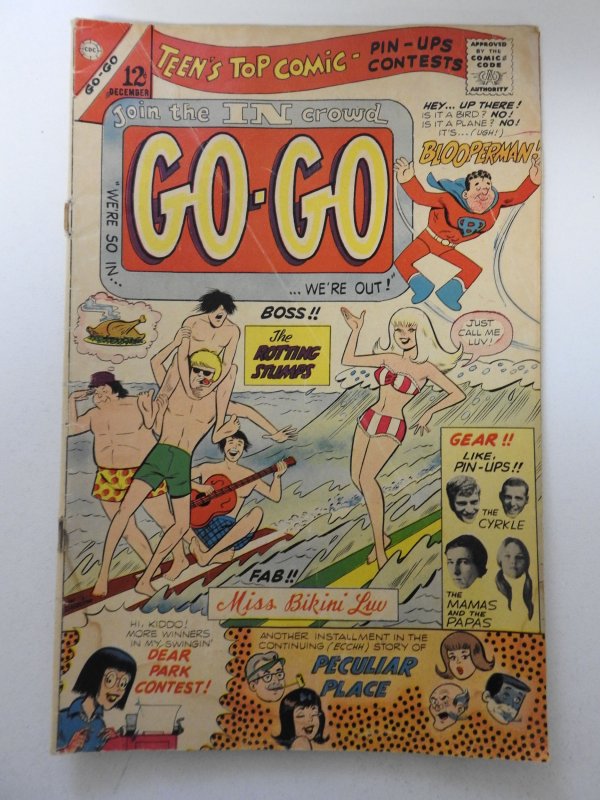 CDC
GO-GO
12¢
DECEMBER
TEEN'S TOP COMIC -
PIN-UPS
CONTESTS
APPROVED
BY THE
COMICS
CODE
AUTHORITY
Join the IN crowd
"WE'RE SO IN...
GO-GO
...WE'RE OUT!"
HEY... UP THERE!
IS IT A BIRD? NO!
IS IT A PLANE? NO!
IT'S... (UGH!)
BLOOPERMAN!
B
BOSS!!
The
ROTTING
STUMPS
JUST
CALL ME,
LUV!
GEAR!!
LIKE,
PIN-UPS!!
THE
CYRKLE
THE
MAMAS
AND THE
PAPAS
FAB!!
Miss Bikini Luv
HI, KIDDO!
MORE WINNERS
IN MY SWINGIN'
DEAR
PARK
CONTEST!
ANOTHER INSTALLMENT IN THE
CONTINUING (ECCHH) STORY OF
PECULIAR
PLACE